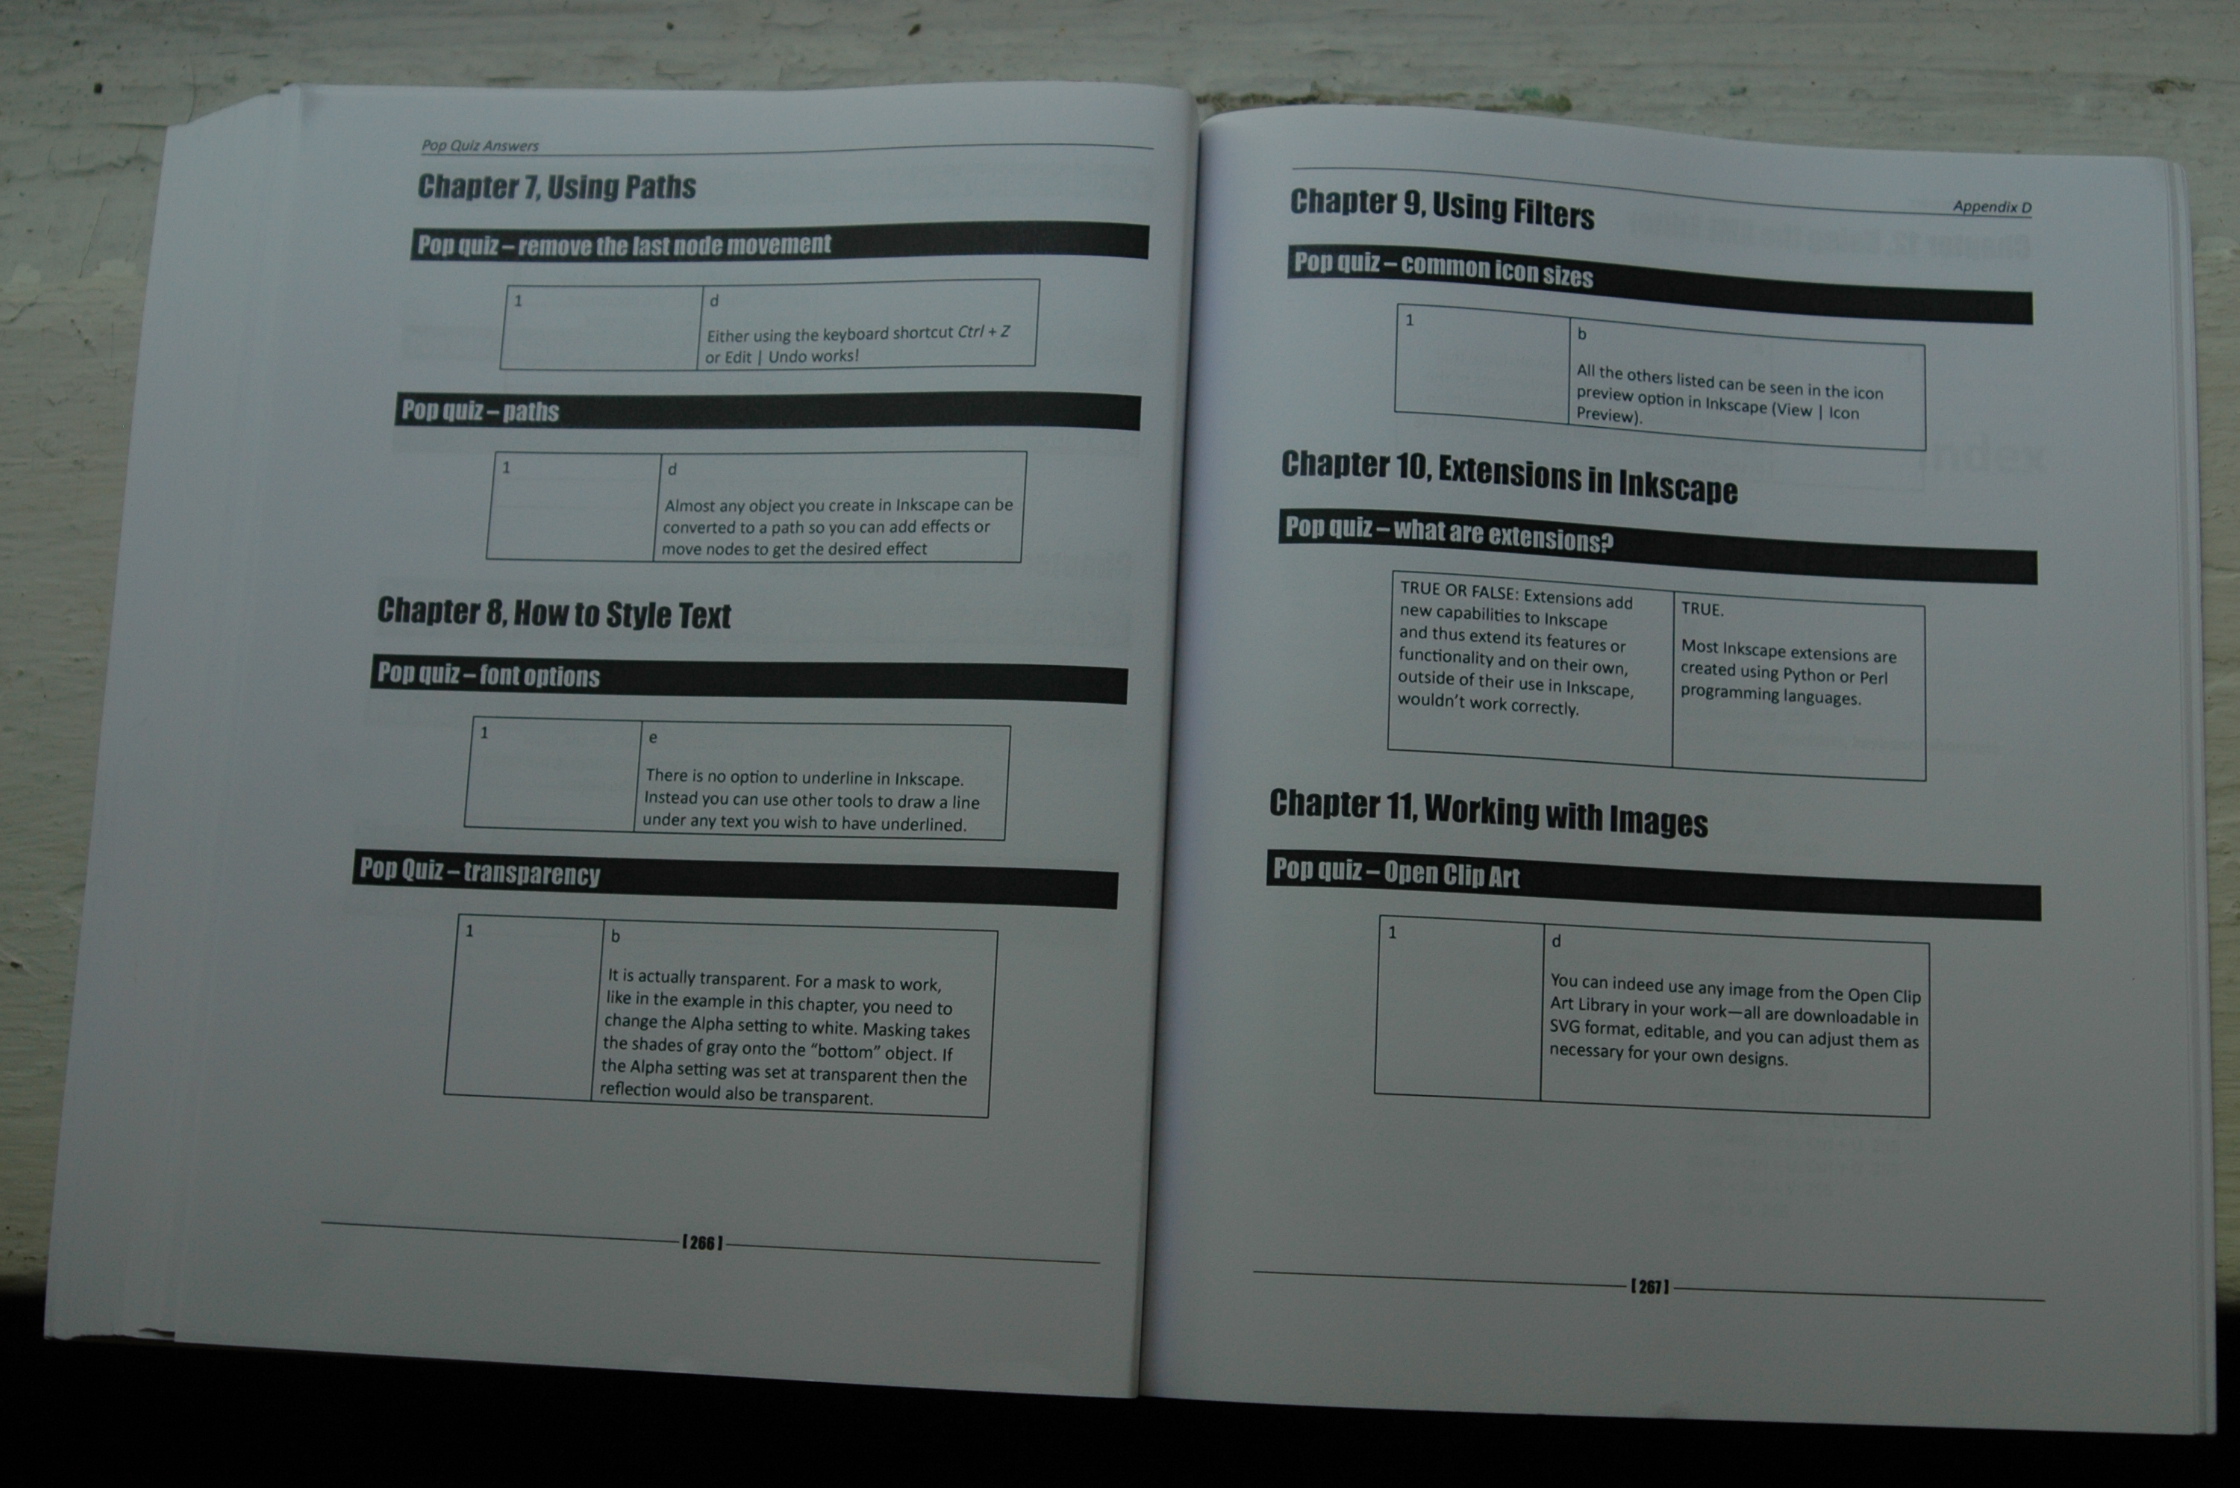 Pop Quiz Answers
Chapter 7, Using Paths
Pop quiz – remove the last node movement
1
d
Either using the keyboard shortcut Ctrl + Z
or Edit | Undo works!
Pop quiz – paths
1
d
Almost any object you create in Inkscape can be
converted to a path so you can add effects or
move nodes to get the desired effect
Chapter 8, How to Style Text
Pop quiz – font options
1
e
There is no option to underline in Inkscape.
Instead you can use other tools to draw a line
under any text you wish to have underlined.
Pop Quiz – transparency
1
b
It is actually transparent. For a mask to work,
like in the example in this chapter, you need to
change the Alpha setting to white. Masking takes
the shades of gray onto the “bottom” object. If
the Alpha setting was set at transparent then the
reflection would also be transparent.
[ 266 ]
Appendix D
Chapter 9, Using Filters
Pop quiz – common icon sizes
1
b
All the others listed can be seen in the icon
preview option in Inkscape (View | Icon
Preview).
Chapter 10, Extensions in Inkscape
Pop quiz – what are extensions?
TRUE OR FALSE: Extensions add
new capabilities to Inkscape
and thus extend its features or
functionality and on their own,
outside of their use in Inkscape,
wouldn’t work correctly.
TRUE.
Most Inkscape extensions are
created using Python or Perl
programming languages.
Chapter 11, Working with Images
Pop quiz – Open Clip Art
1
d
You can indeed use any image from the Open Clip
Art Library in your work—all are downloadable in
SVG format, editable, and you can adjust them as
necessary for your own designs.
[ 267 ]